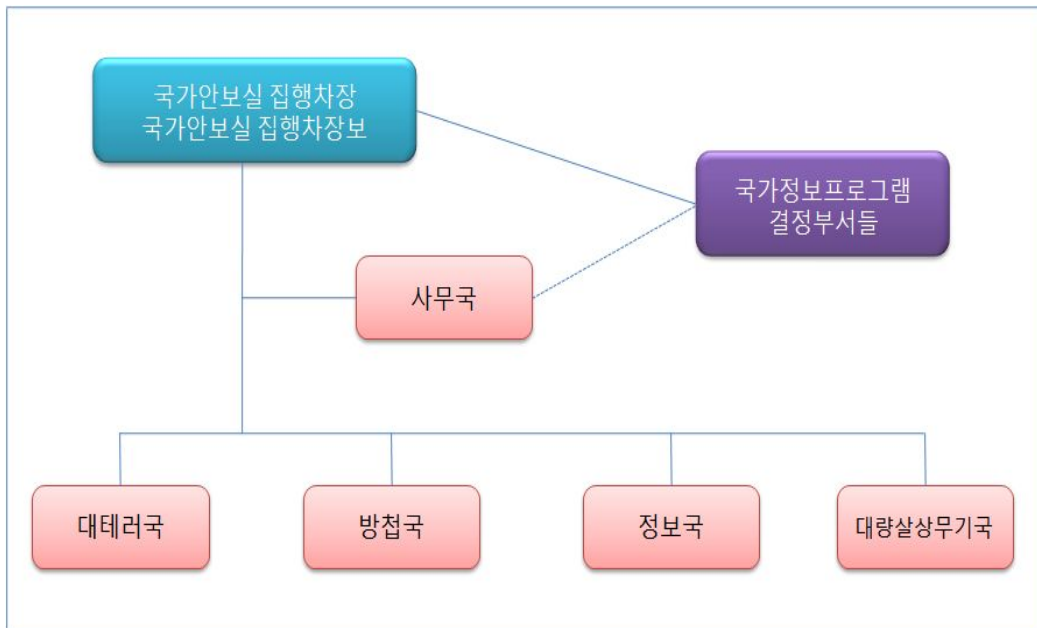 국가안보실 집행차장
국가안보실 집행차장보
국가정보프로그램
결정부서들
사무국
대테러국
방첩국
정보국
대량살상무기국